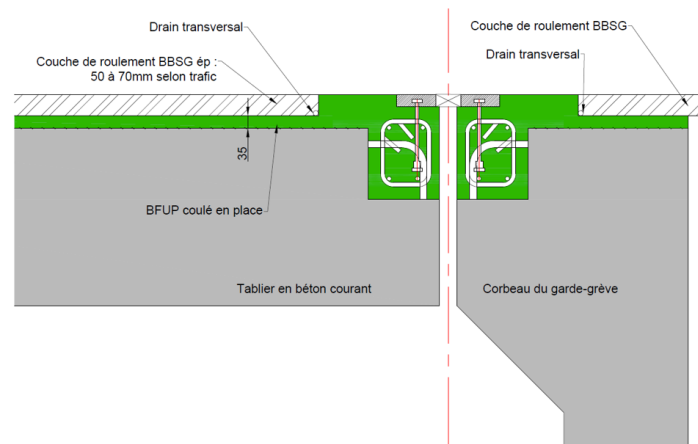 Drain transversal
Couche de roulement BBSG
Couche de roulement BBSG ép :
50 à 70mm selon trafic
Drain transversal
35
BFUP coulé en place
Tablier en béton courant
Corbeau du garde-grève